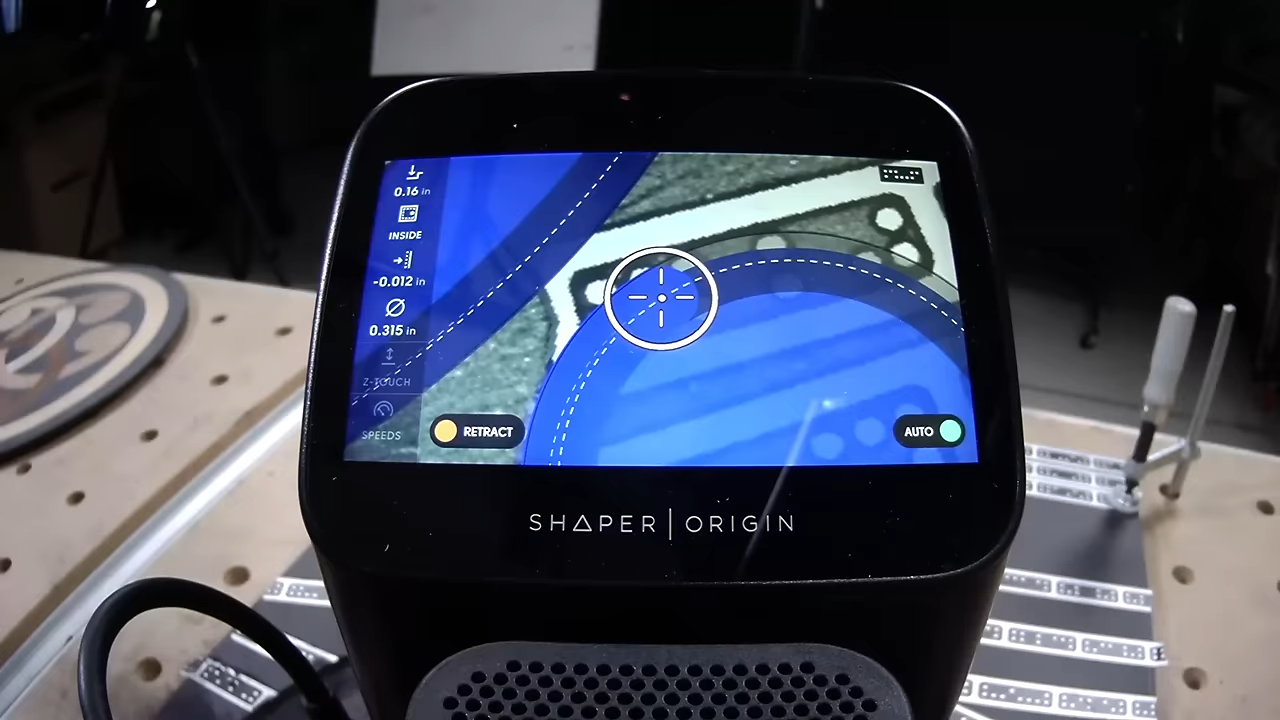 0.16 in
INSIDE
-0.012 in
0.315 in
Z-TOUCH
SPEEDS
RETRACT
AUTO
SHAPER | ORIGIN